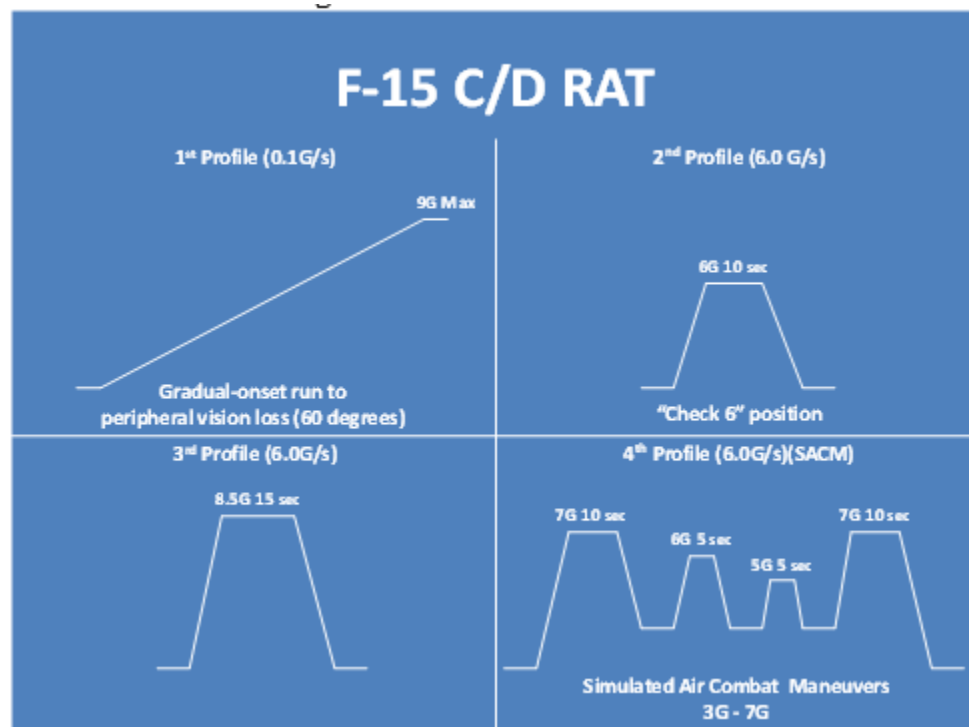 F-15 C/D RAT
1st Profile (0.1G/s)
9G Max
Gradual-onset run to
peripheral vision loss (60 degrees)
2nd Profile (6.0 G/s)
6G 10 sec
"Check 6" position
3rd Profile (6.0G/s)
8.5G 15 sec
4th Profile (6.0G/s)(SACM)
7G 10 sec
6G 5 sec
5G 5 sec
7G 10 sec
Simulated Air Combat Maneuvers
3G - 7G